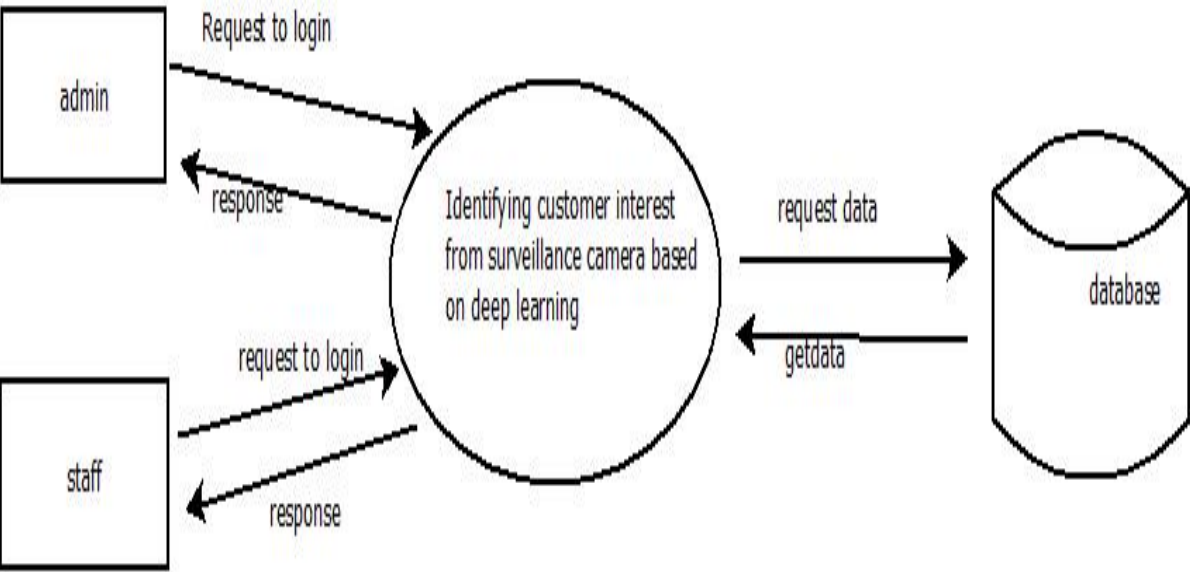 Request to login
admin
response
Identifying customer interest
from surveillance camera based
on deep learning
request data
database
getdata
request to login
staff
response